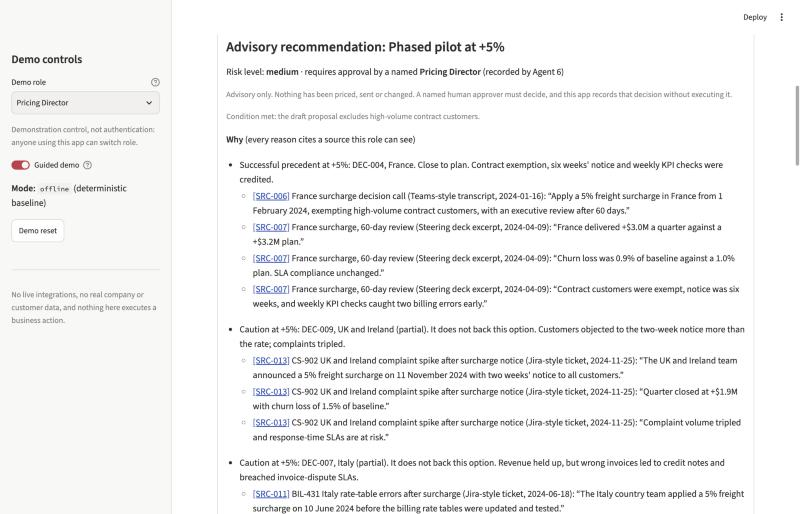 Deploy
Demo controls
Demo role
Pricing Director
Demonstration control, not authentication:
anyone using this app can switch role.
Guided demo
Mode: offline (deterministic
baseline)
Demo reset
No live integrations, no real company or
customer data, and nothing here executes a
business action.
Advisory recommendation: Phased pilot at +5%
Risk level: medium · requires approval by a named Pricing Director (recorded by Agent 6)
Advisory only. Nothing has been priced, sent or changed. A named human approver must decide, and this app records that decision without executing it.
Condition met: the draft proposal excludes high-volume contract customers.
Why (every reason cites a source this role can see)
Successful precedent at +5%: DEC-004, France. Close to plan. Contract exemption, six weeks' notice and weekly KPI checks were
credited.
[SRC-006] France surcharge decision call (Teams-style transcript, 2024-01-16): “Apply a 5% freight surcharge in France from 1
February 2024, exempting high-volume contract customers, with an executive review after 60 days.”
[SRC-007] France surcharge, 60-day review (Steering deck excerpt, 2024-04-09): “France delivered +$3.0M a quarter against a
+$3.2M plan.”
[SRC-007] France surcharge, 60-day review (Steering deck excerpt, 2024-04-09): “Churn loss was 0.9% of baseline against a 1.0%
plan. SLA compliance unchanged.”
[SRC-007] France surcharge, 60-day review (Steering deck excerpt, 2024-04-09): “Contract customers were exempt, notice was six
weeks, and weekly KPI checks caught two billing errors early.”
Caution at +5%: DEC-009, UK and Ireland (partial). It does not back this option. Customers objected to the two-week notice more than
the rate; complaints tripled.
[SRC-013] CS-902 UK and Ireland complaint spike after surcharge notice (Jira-style ticket, 2024-11-25): “The UK and Ireland team
announced a 5% freight surcharge on 11 November 2024 with two weeks' notice to all customers.”
[SRC-013] CS-902 UK and Ireland complaint spike after surcharge notice (Jira-style ticket, 2024-11-25): “Quarter closed at +$1.9M
with churn loss of 1.5% of baseline.”
[SRC-013] CS-902 UK and Ireland complaint spike after surcharge notice (Jira-style ticket, 2024-11-25): “Complaint volume tripled
and response-time SLAs are at risk.”
Caution at +5%: DEC-007, Italy (partial). It does not back this option. Revenue held up, but wrong invoices led to credit notes and
breached invoice-dispute SLAs.
[SRC-011] BIL-431 Italy rate-table errors after surcharge (Jira-style ticket, 2024-06-18): “The Italy country team applied a 5% freight
surcharge on 10 June 2024 before the billing rate tables were updated and tested.”